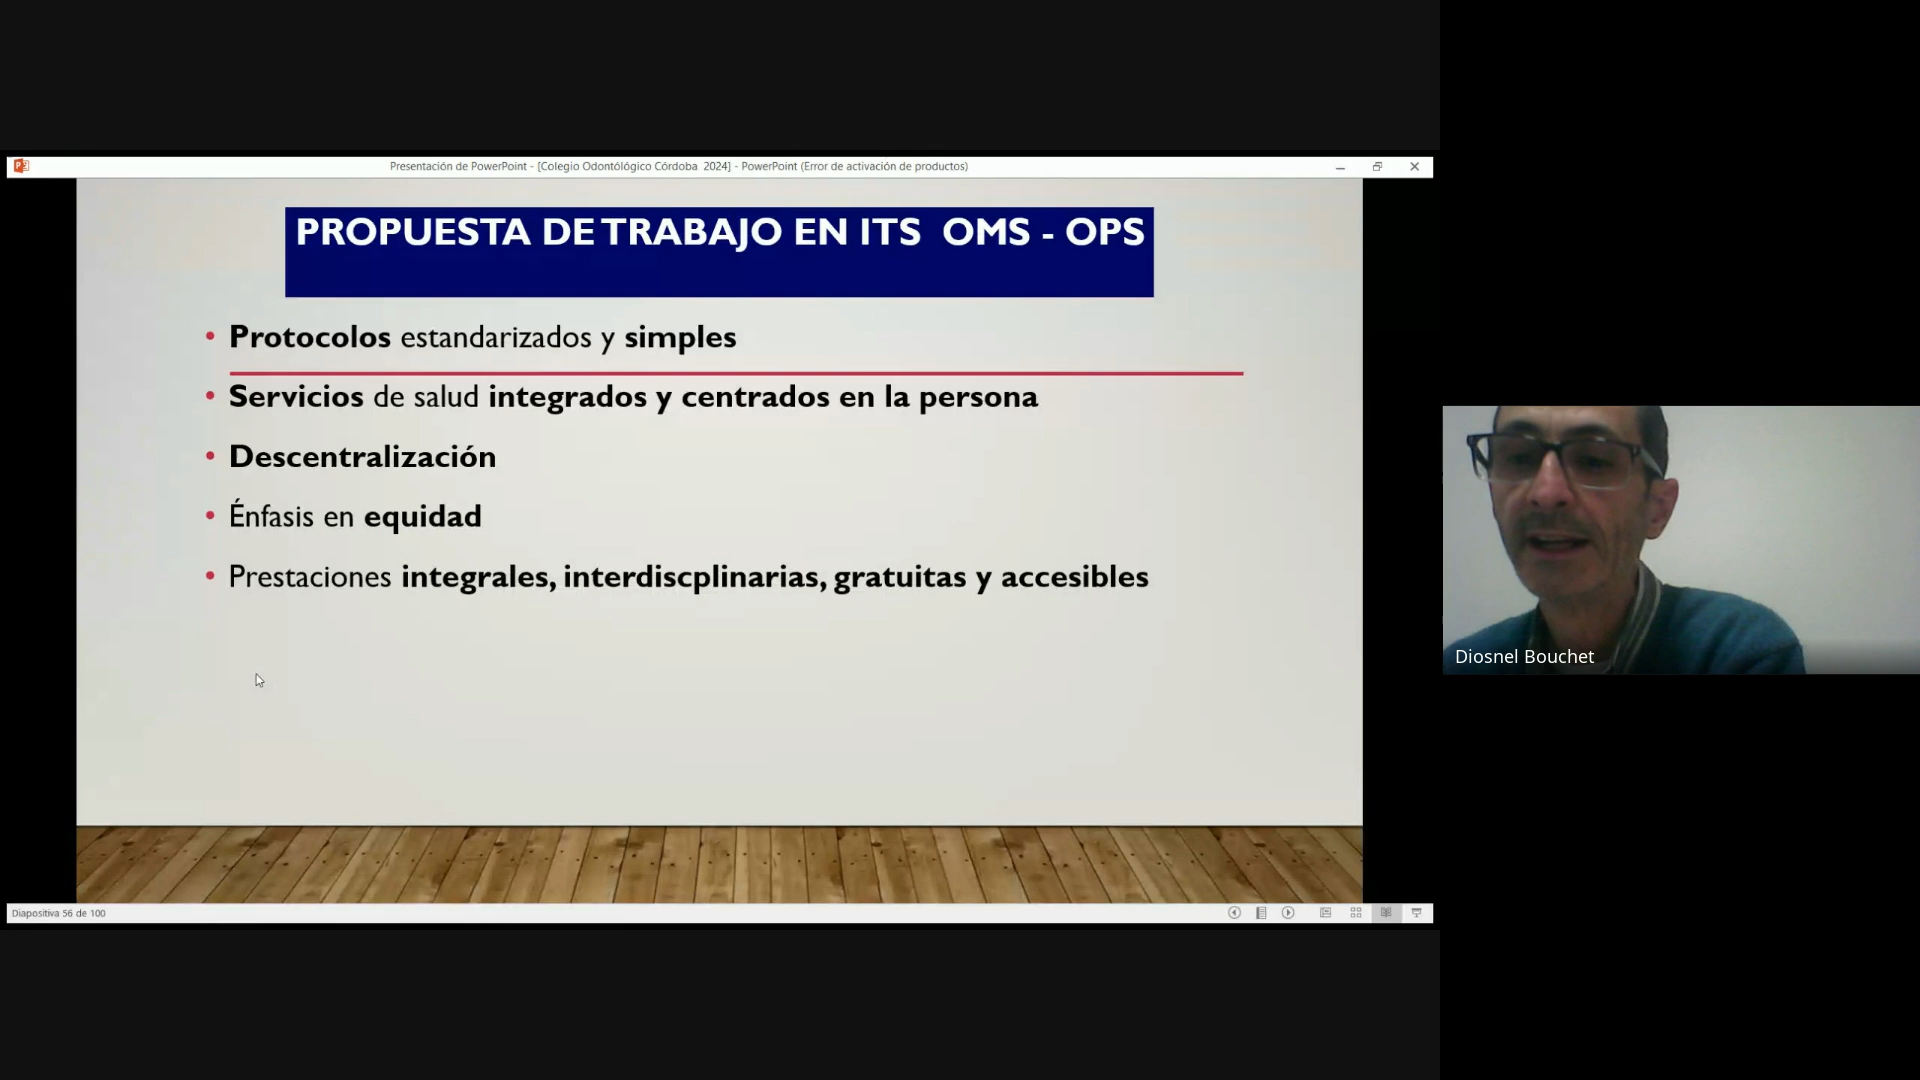 Presentación de PowerPoint - [Colegio Odontólógico Córdoba 2024] - PowerPoint (Error de activación de productos)
PROPUESTA DE TRABAJO EN ITS OMS - OPS
• Protocolos estandarizados y simples
• Servicios de salud integrados y centrados en la persona
• Descentralización
• Énfasis en equidad
• Prestaciones integrales, interdiscplinarias, gratuitas y accesibles
Diosnel Bouchet
Diapositiva 56 de 100